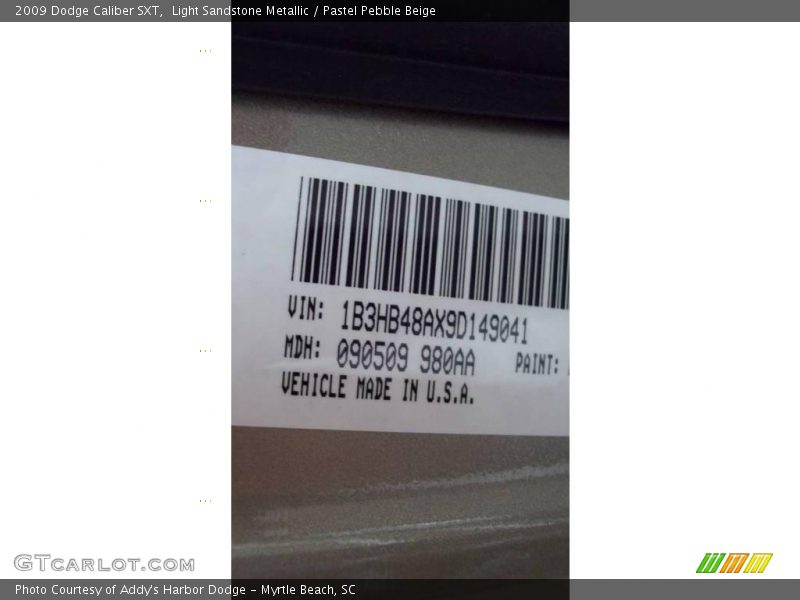 2009 Dodge Caliber SXT,  Light Sandstone Metallic / Pastel Pebble Beige
VIN: 1B3HB48AX9D149041
MDH: 090509 980AA PAINT:
VEHICLE MADE IN U.S.A.
GTCARLOT.COM
Photo Courtesy of Addy's Harbor Dodge - Myrtle Beach, SC